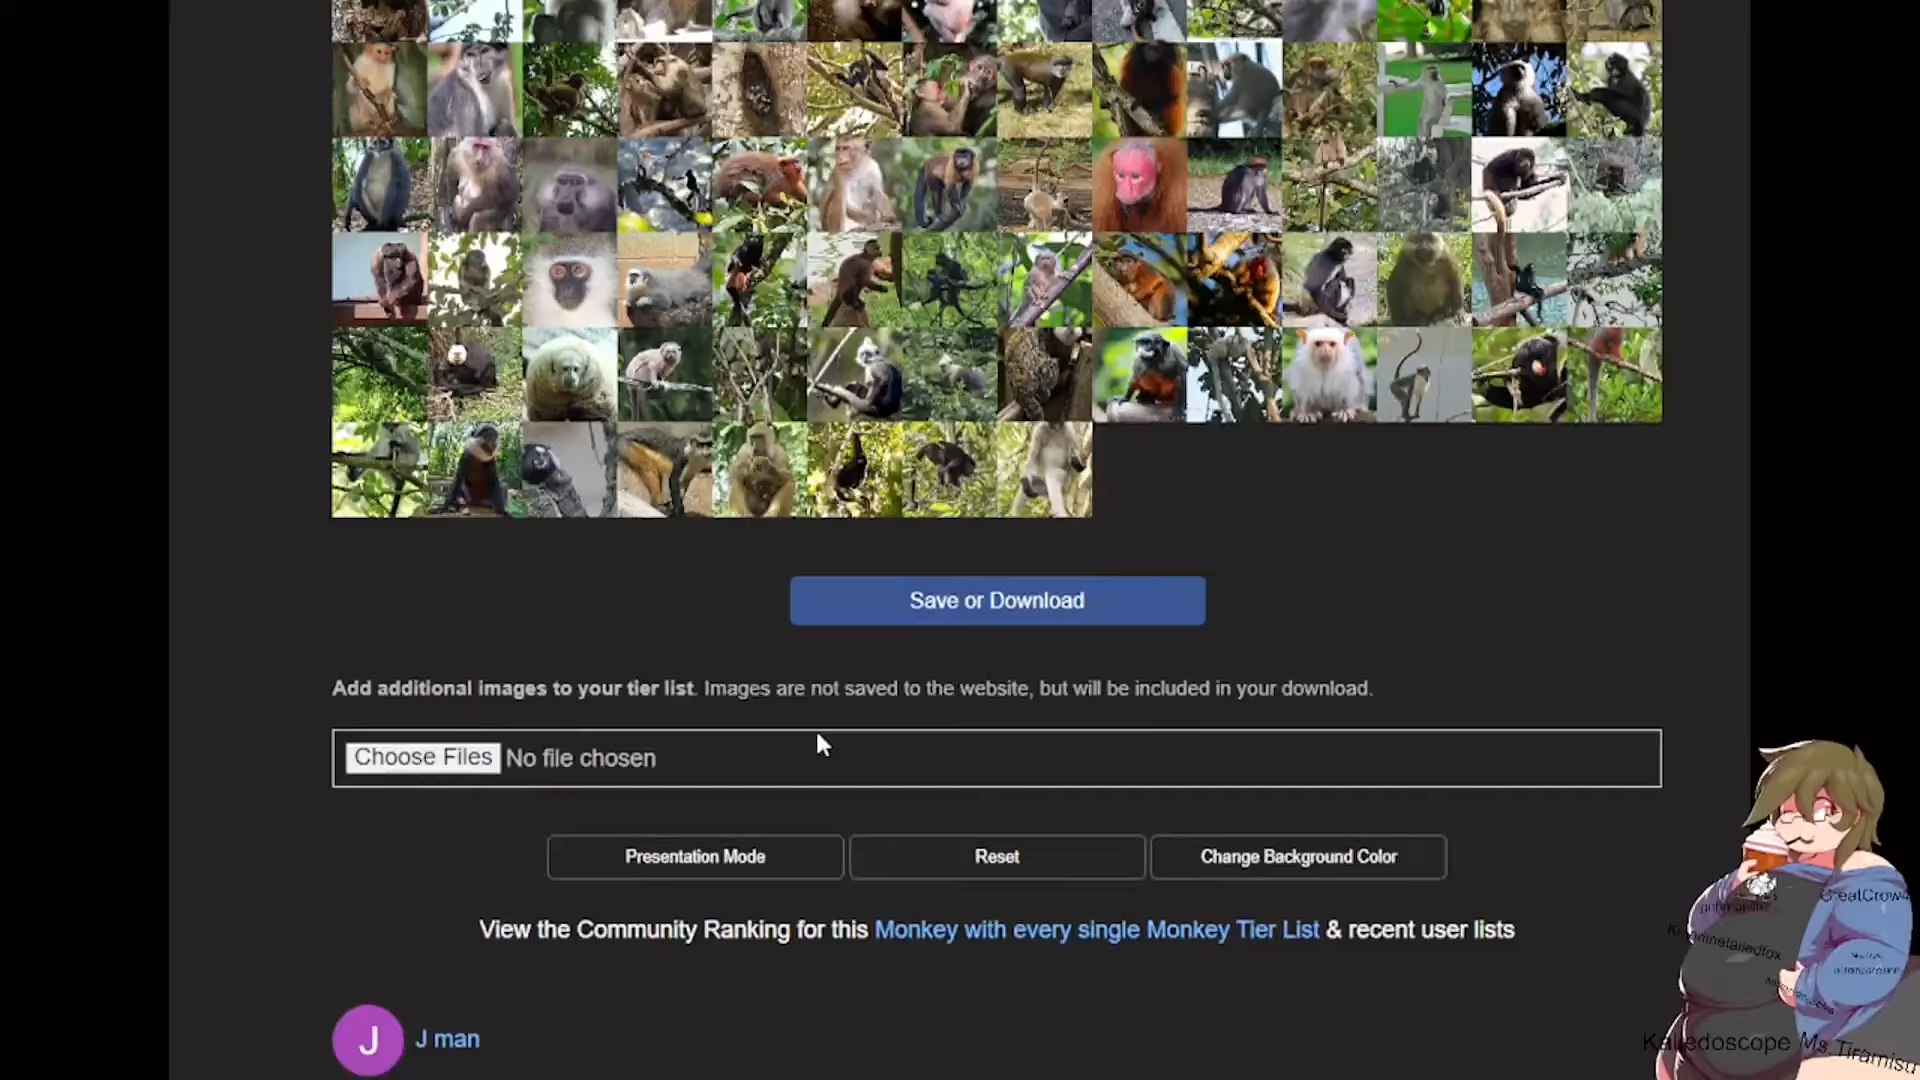 Save or Download
Add additional images to your tier list. Images are not saved to the website, but will be included in your download.
Choose Files No file chosen
Presentation Mode
Reset
Change Background Color
View the Community Ranking for this Monkey with every single Monkey Tier List & recent user lists
J
J man
GreatCrow
Kaliedoscope
Ms. Tiramisu